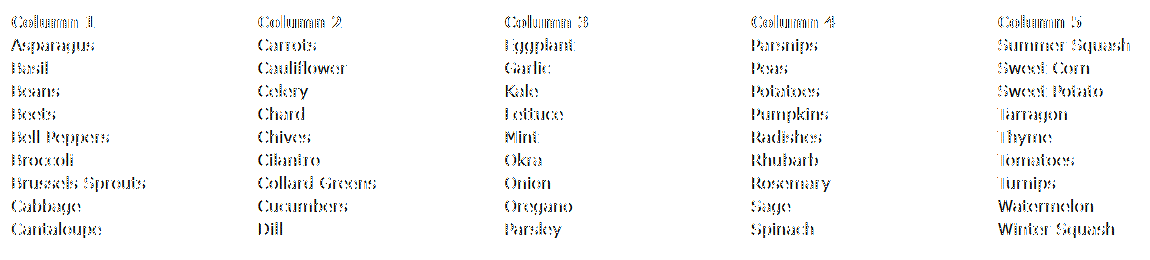 Column 1 Column 2 Column 3 Column 4 Column 5
Asparagus Carrots Eggplant Parsnips Summer Squash
Basil Cauliflower Garlic Peas Sweet Corn
Beans Celery Kale Potatoes Sweet Potato
Beets Chard Lettuce Pumpkins Tarragon
Bell Peppers Chives Mint Radishes Thyme
Broccoli Cilantro Okra Rhubarb Tomatoes
Brussels Sprouts Collard Greens Onion Rosemary Turnips
Cabbage Cucumbers Oregano Sage Watermelon
Cantaloupe Dill Parsley Spinach Winter Squash